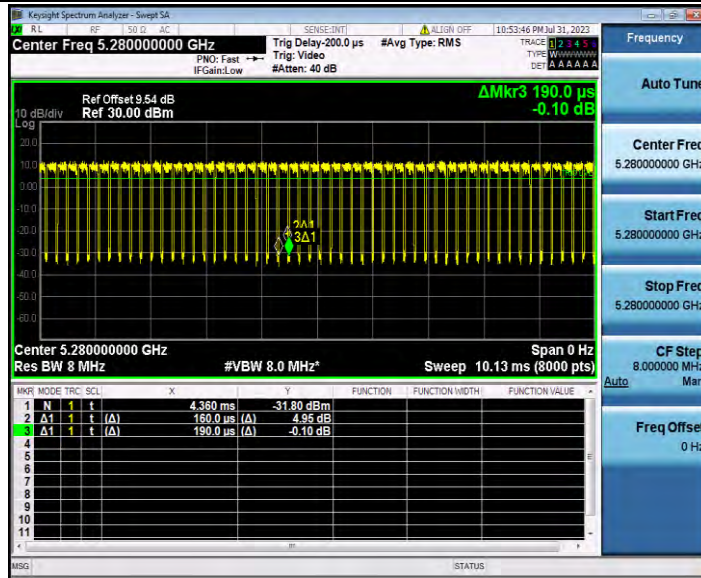 Keysight Spectrum Analyzer - Swept SA
RL RF 50 Ω AC SENSE:INT ALIGN OFF 10:53:46 PM Jul 31, 2023
Center Freq 5.280000000 GHz
PNO: Fast
IFGain:Low
Trig Delay-200.0 µs
Trig: Video
#Atten: 40 dB
#Avg Type: RMS
TRACE 1 2 3 4 5 6
TYPE WWWWWW
DET A A A A A A
Frequency
Auto Tune
Center Freq
5.280000000 GHz
Start Freq
5.280000000 GHz
Stop Freq
5.280000000 GHz
CF Step
8.000000 MHz
Auto Man
Freq Offset
0 Hz
ΔMkr3 190.0 µs
-0.10 dB
Ref Offset 9.54 dB
10 dB/div Ref 30.00 dBm
Log
20.0
10.0
0.00
-10.0
-20.0
-30.0
-40.0
-50.0
-60.0
2Δ1
3Δ1
Center 5.280000000 GHz Span 0 Hz
Res BW 8 MHz #VBW 8.0 MHz* Sweep 10.13 ms (8000 pts)
MKR MODE TRC SCL X Y FUNCTION FUNCTION WIDTH FUNCTION VALUE
1 N 1 t 4.360 ms -31.80 dBm
2 Δ1 1 t (Δ) 160.0 µs (Δ) 4.95 dB
3 Δ1 1 t (Δ) 190.0 µs (Δ) -0.10 dB
4
5
6
7
8
9
10
11
MSG STATUS